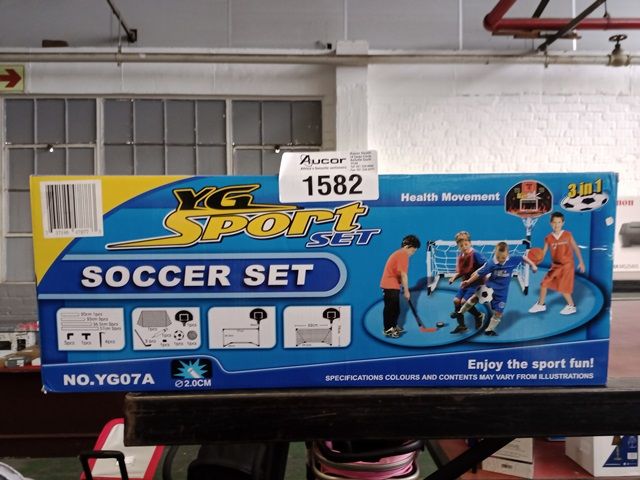 AUCOR
1582
YG
Sport
SET
Health Movement
3 in 1
SOCCER SET
NO.YG07A
Ø2.0CM
Enjoy the sport fun!
SPECIFICATIONS COLOURS AND CONTENTS MAY VARY FROM ILLUSTRATIONS